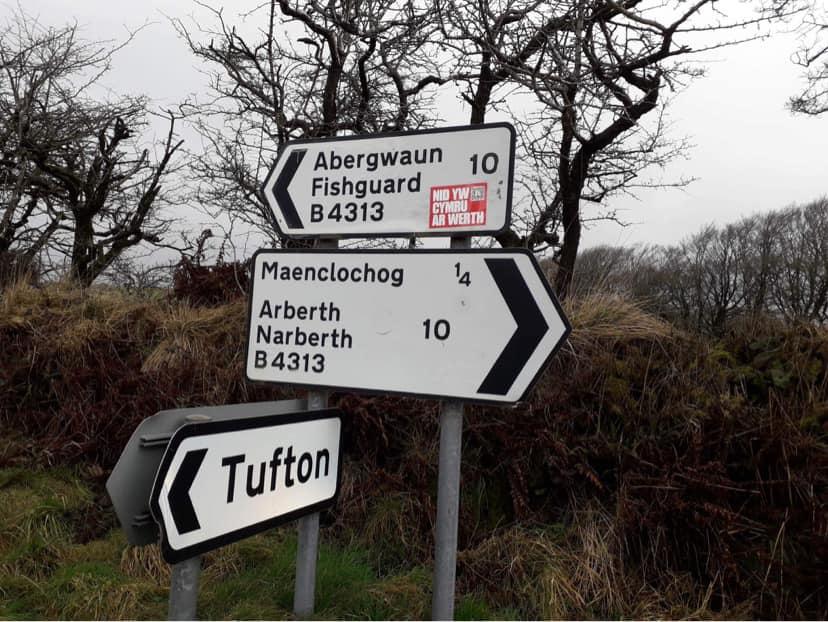 Abergwaun 10
Fishguard
B4313
NID YW
CYMRU
AR WERTH
Maenclochog 1/4
Arberth
Narberth 10
B4313
Tufton